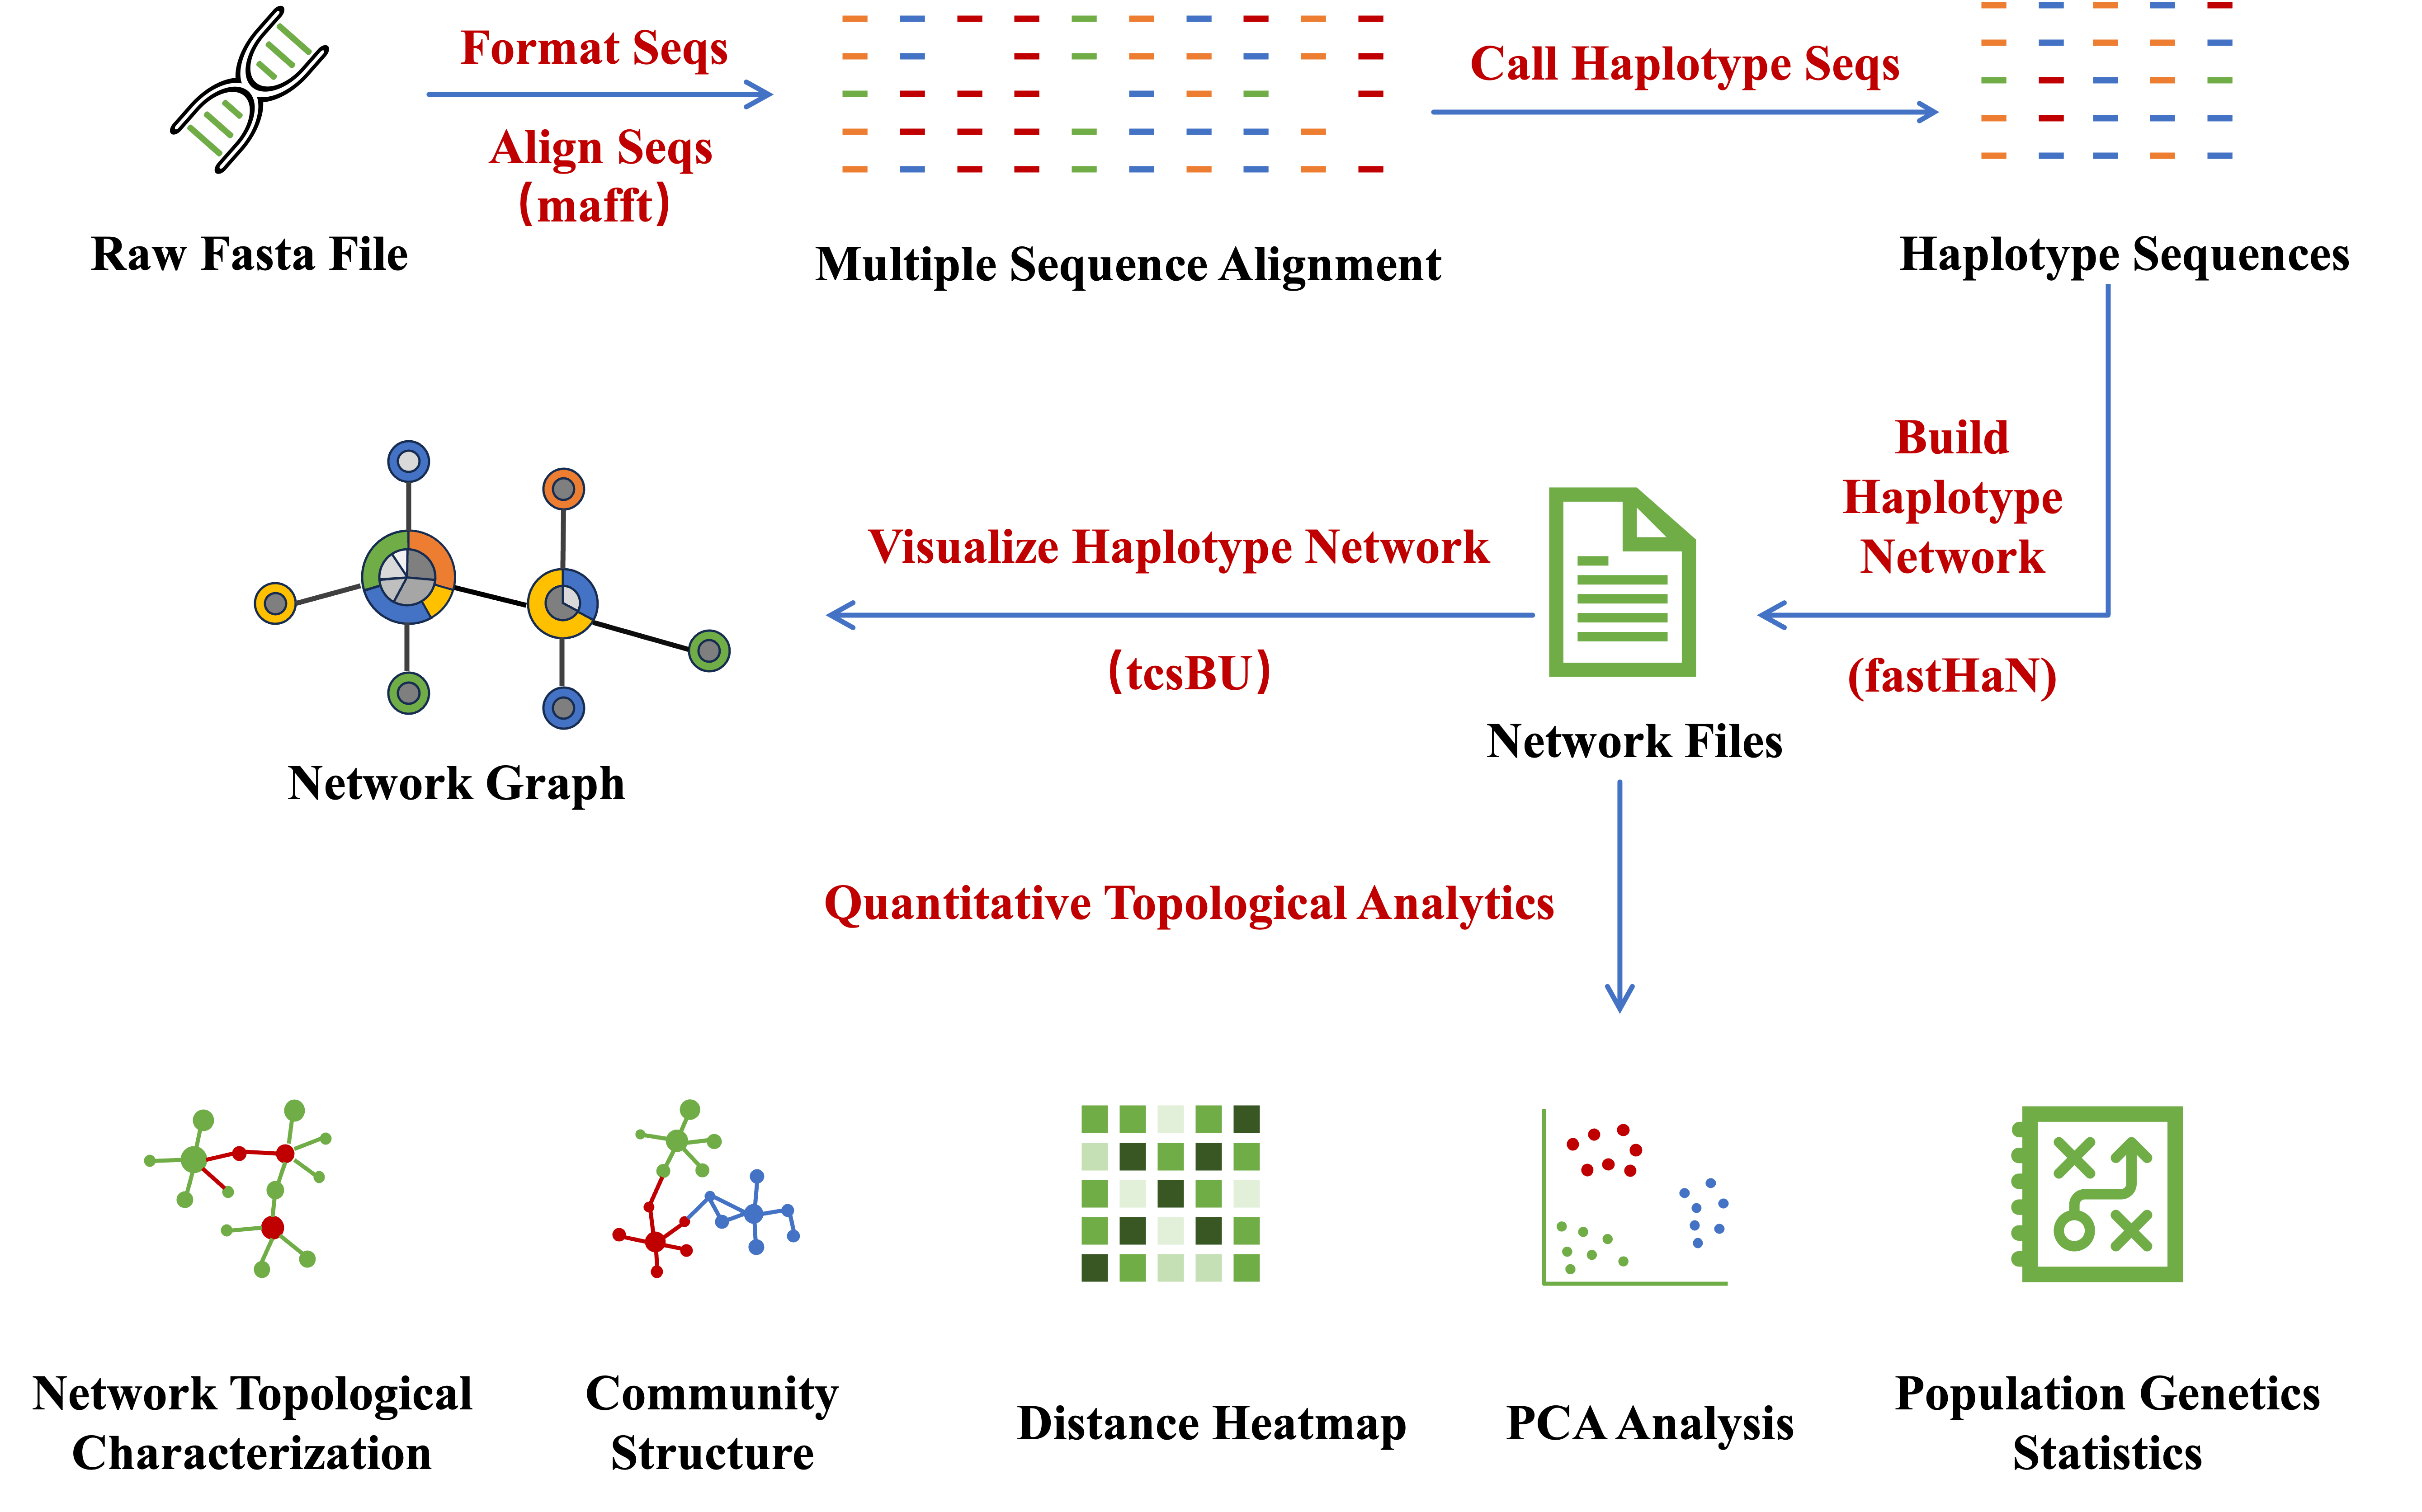 Format Seqs
Align Seqs
(mafft)
Call Haplotype Seqs
Raw Fasta File
Multiple Sequence Alignment
Haplotype Sequences
Build
Haplotype
Network
(fastHaN)
Visualize Haplotype Network
(tcsBU)
Network Files
Network Graph
Quantitative Topological Analytics
Network Topological
Characterization
Community
Structure
Distance Heatmap
PCA Analysis
Population Genetics
Statistics